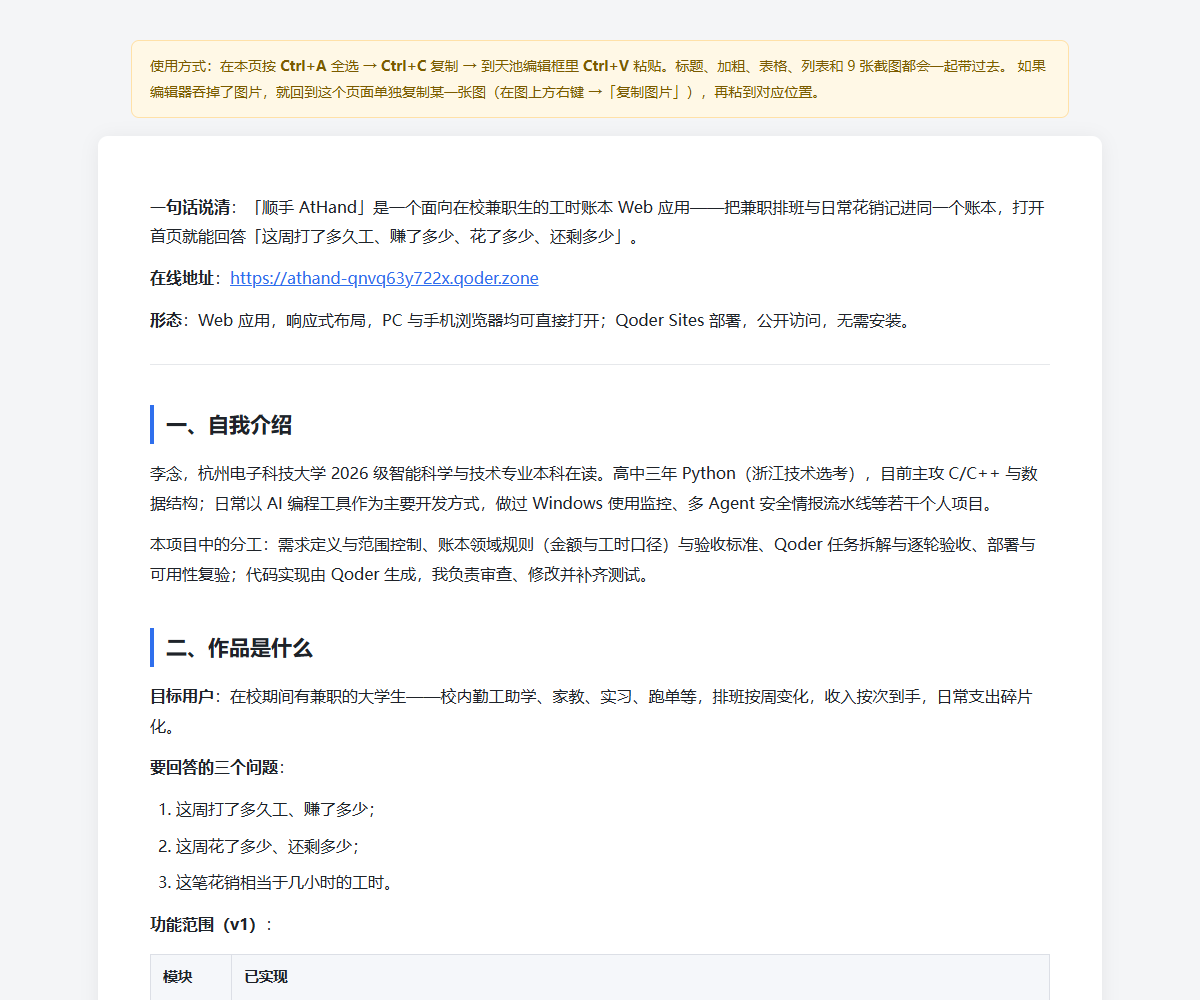 使用方式：在本页按 Ctrl+A 全选 → Ctrl+C 复制 → 到天池编辑框里 Ctrl+V 粘贴。标题、加粗、表格、列表和 9 张截图都会一起带过去。 如果
编辑器吞掉了图片，就回到这个页面单独复制某一张图（在图上方右键 →「复制图片」），再粘到对应位置。
一句话说清：「顺手 AtHand」是一个面向在校兼职生的工时账本 Web 应用——把兼职排班与日常花销记进同一个账本，打开
首页就能回答「这周打了多久工、赚了多少、花了多少、还剩多少」。
在线地址：https://athand-qnvq63y722x.qoder.zone
形态：Web 应用，响应式布局，PC 与手机浏览器均可直接打开；Qoder Sites 部署，公开访问，无需安装。
一、自我介绍
李念，杭州电子科技大学 2026 级智能科学与技术专业本科在读。高中三年 Python（浙江技术选考），目前主攻 C/C++ 与数
据结构；日常以 AI 编程工具作为主要开发方式，做过 Windows 使用监控、多 Agent 安全情报流水线等若干个人项目。
本项目中的分工：需求定义与范围控制、账本领域规则（金额与工时口径）与验收标准、Qoder 任务拆解与逐轮验收、部署与
可用性复验；代码实现由 Qoder 生成，我负责审查、修改并补齐测试。
二、作品是什么
目标用户：在校期间有兼职的大学生——校内勤工助学、家教、实习、跑单等，排班按周变化，收入按次到手，日常支出碎片
化。
要回答的三个问题：
1. 这周打了多久工、赚了多少；
2. 这周花了多少、还剩多少；
3. 这笔花销相当于几小时的工时。
功能范围（v1）：
模块 已实现